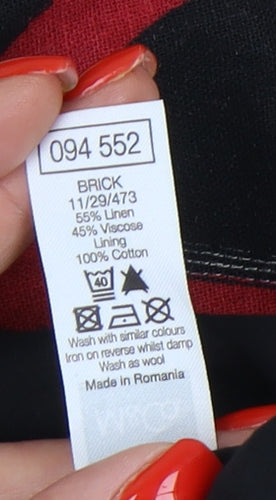 094 552
BRICK
11/29/473
55% Linen
45% Viscose
Lining
100% Cotton
40
Wash with similar colours
Iron on reverse whilst damp
Wash as wool
Made in Romania